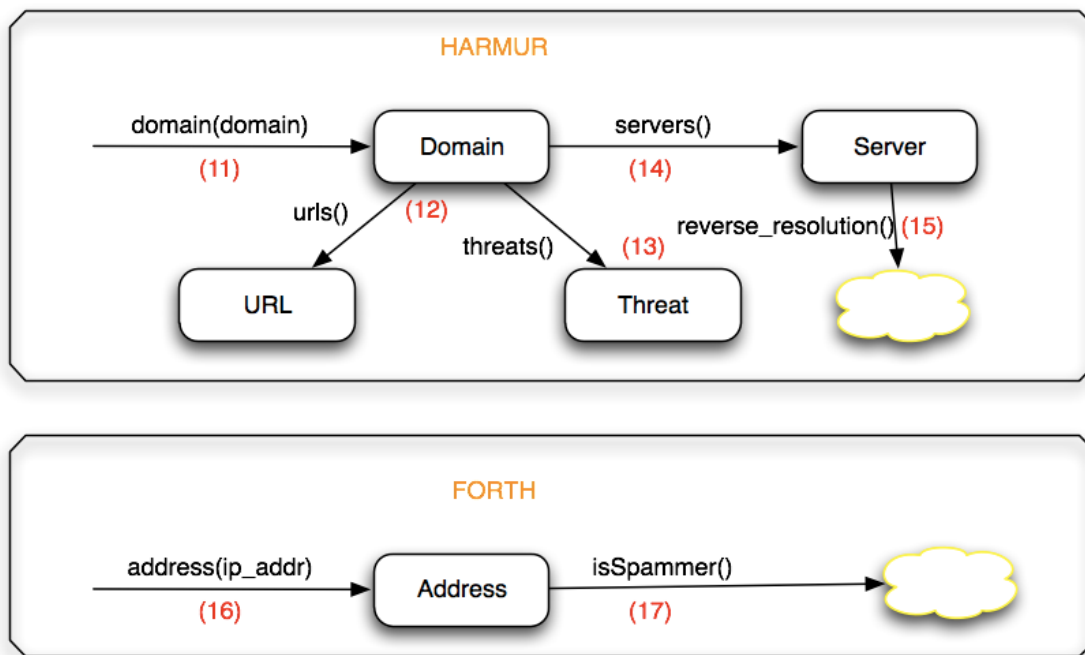 HARMUR
domain(domain)
(11)
Domain
servers()
(14)
Server
urls()
(12)
threats()
(13)
reverse_resolution()
(15)
URL
Threat
FORTH
address(ip_addr)
(16)
Address
isSpammer()
(17)